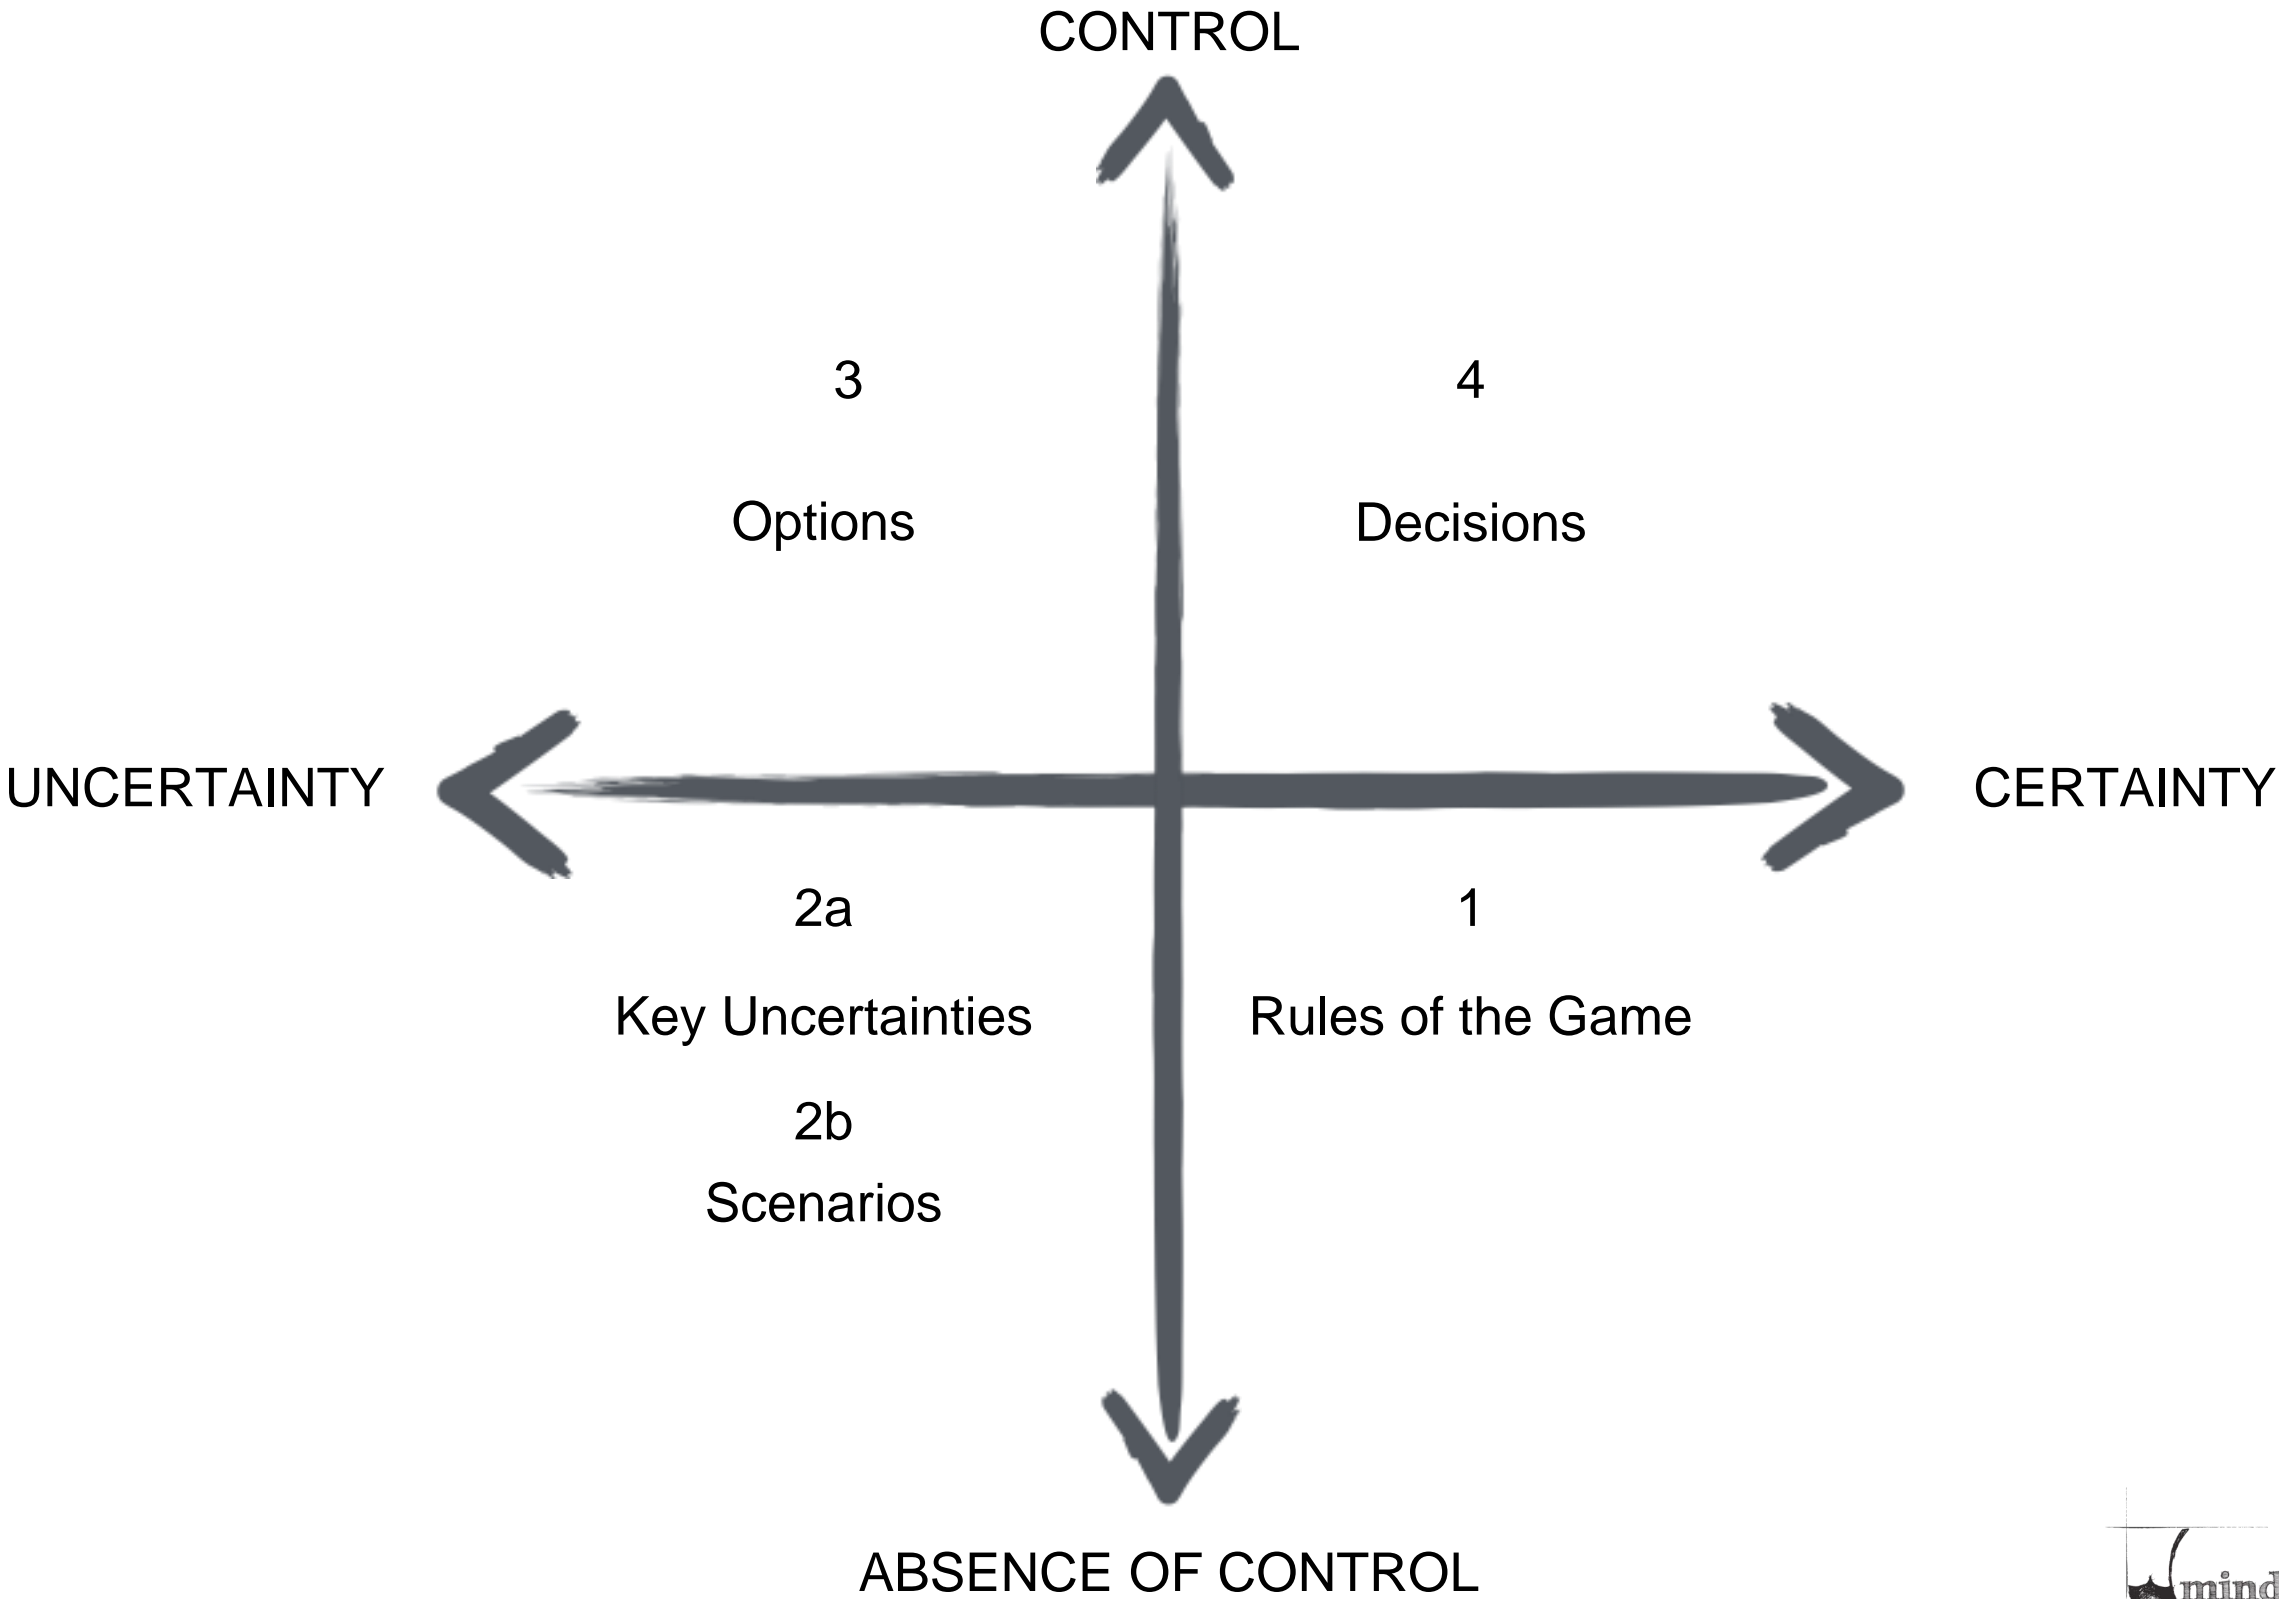 CONTROL
3
4
Options
Decisions
UNCERTAINTY
CERTAINTY
2a
1
Key Uncertainties
Rules of the Game
2b
Scenarios
ABSENCE OF CONTROL
mind